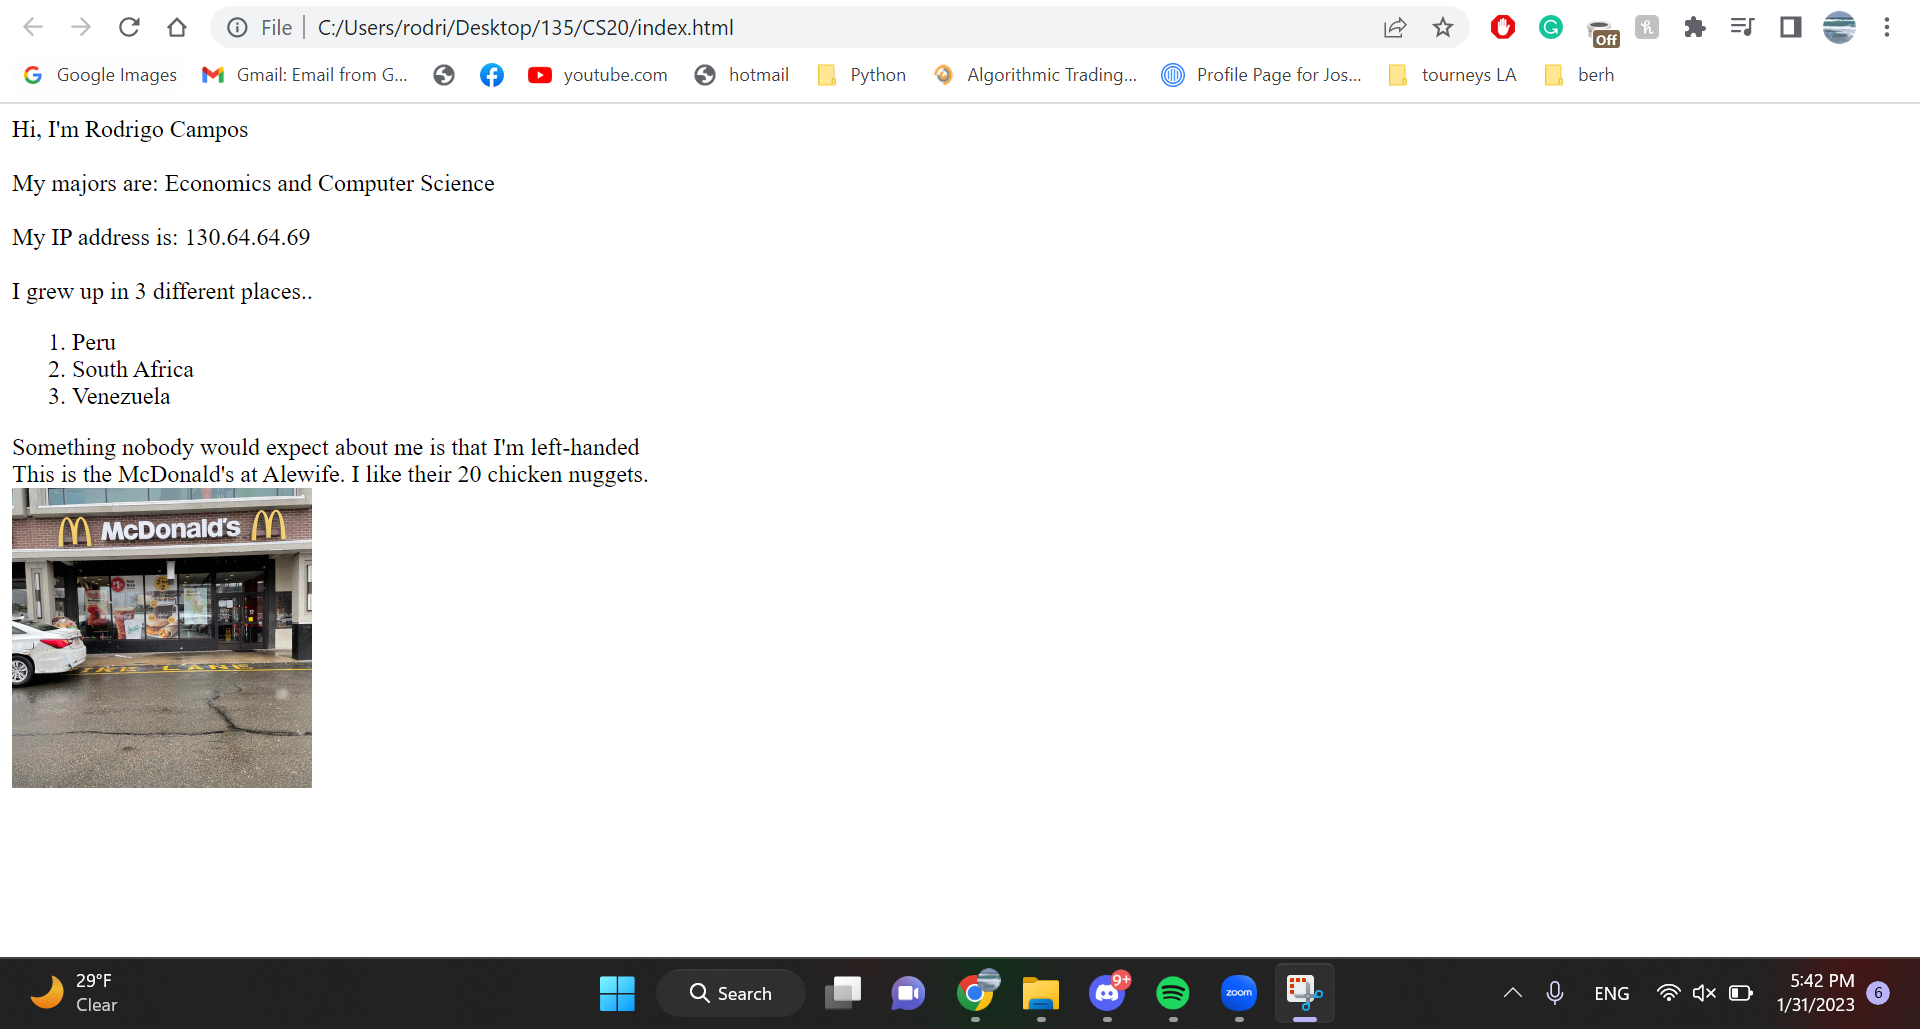 File | C:/Users/rodri/Desktop/135/CS20/index.html
Off
Google Images
Gmail: Email from G...
youtube.com
hotmail
Python
Algorithmic Trading...
Profile Page for Jos...
tourneys LA
berh
Hi, I'm Rodrigo Campos
My majors are: Economics and Computer Science
My IP address is: 130.64.64.69
I grew up in 3 different places..
1. Peru
2. South Africa
3. Venezuela
Something nobody would expect about me is that I'm left-handed
This is the McDonald's at Alewife. I like their 20 chicken nuggets.
McDonald's
LANE
29°F
Clear
Search
9+
zoom
ENG
5:42 PM
1/31/2023
6